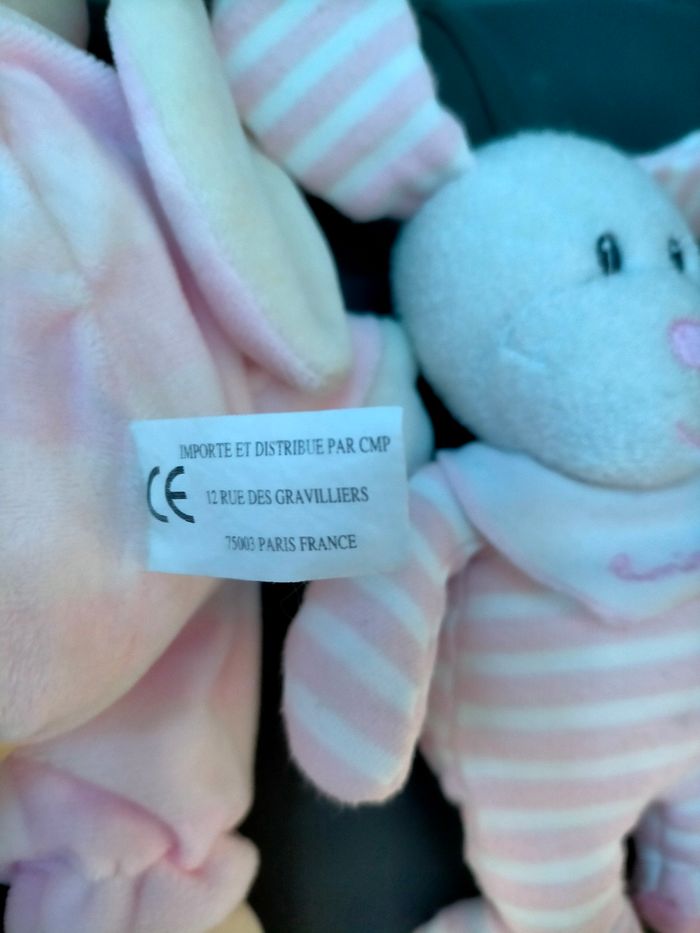 IMPORTE ET DISTRIBUE PAR CMP
CE 12 RUE DES GRAVILLIERS
75003 PARIS FRANCE